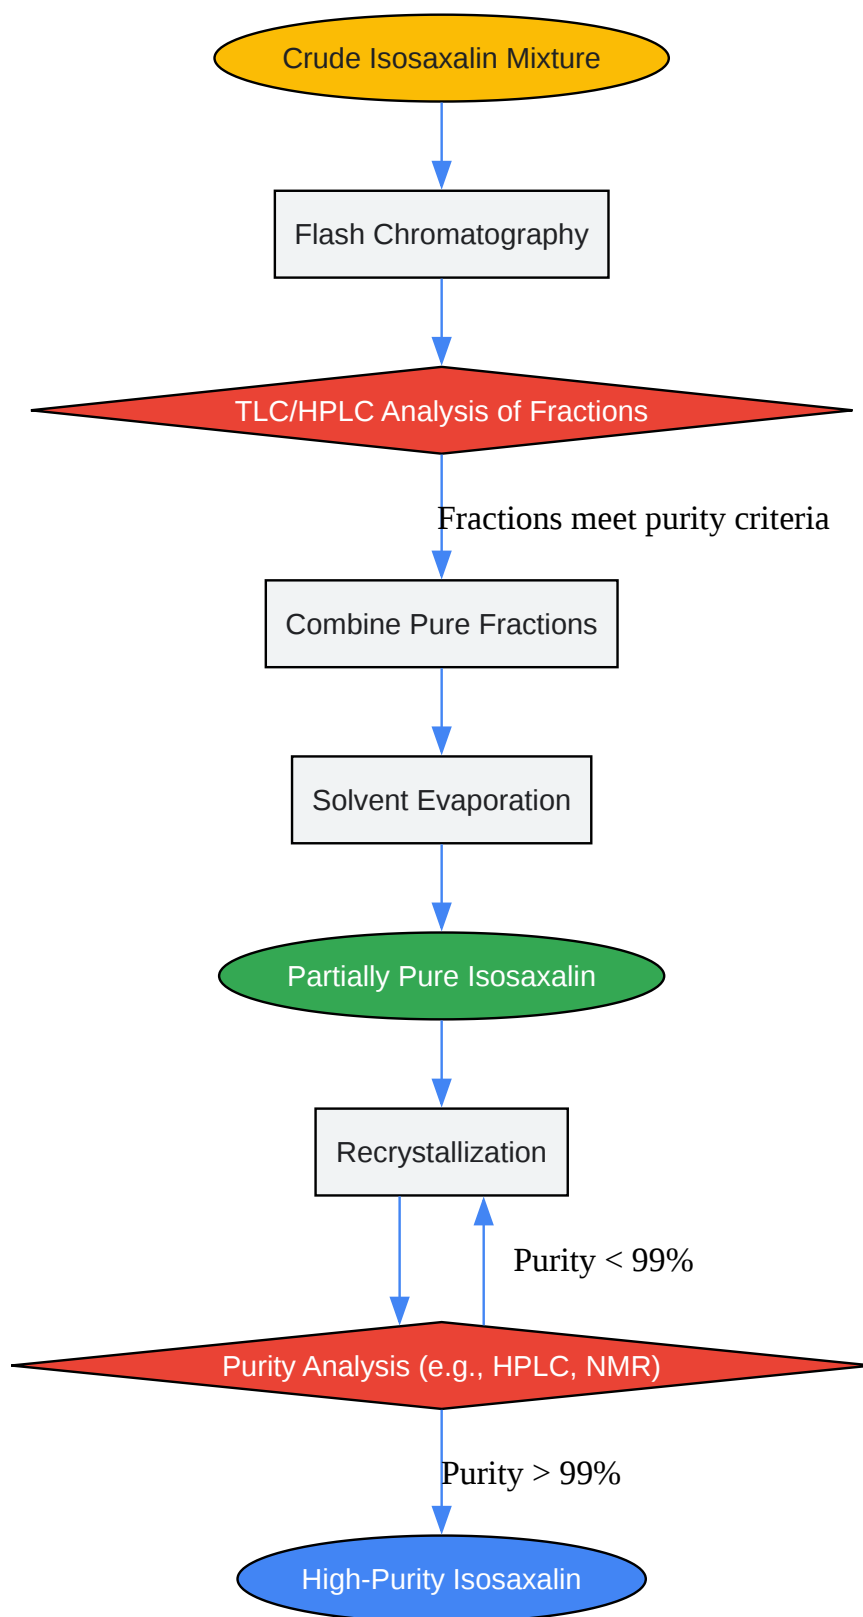 Crude Isosaxalin Mixture
Flash Chromatography
TLC/HPLC Analysis of Fractions
Fractions meet purity criteria
Combine Pure Fractions
Solvent Evaporation
Partially Pure Isosaxalin
Recrystallization
Purity < 99%
Purity Analysis (e.g., HPLC, NMR)
Purity > 99%
High-Purity Isosaxalin